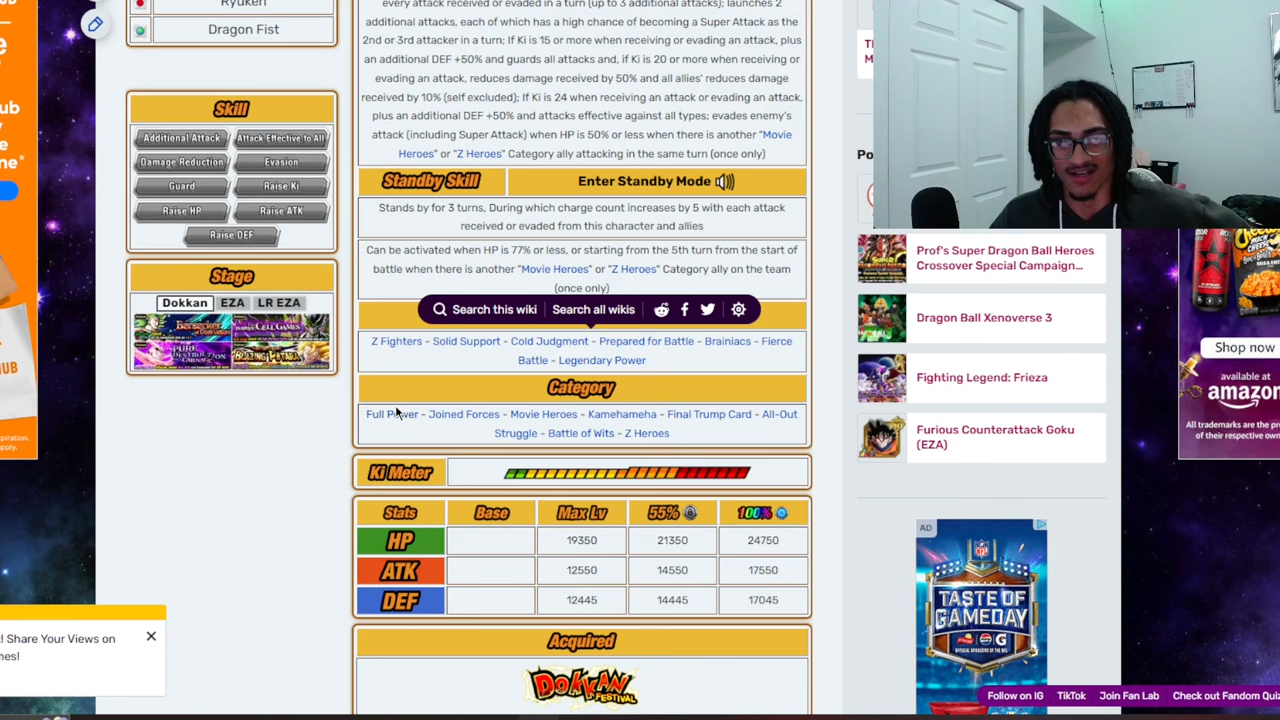 Ryuken
Dragon Fist
Skill
Additional Attack
Attack Effective to All
Damage Reduction
Evasion
Guard
Raise Ki
Raise HP
Raise ATK
Raise DEF
Stage
Dokkan
EZA
LR EZA
every attack received or evaded in a turn (up to 3 additional attacks); launches 2
additional attacks, each of which has a high chance of becoming a Super Attack as the
2nd or 3rd attacker in a turn; If Ki is 15 or more when receiving or evading an attack, plus
an additional DEF +50% and guards all attacks and, if Ki is 20 or more when receiving or
evading an attack, reduces damage received by 50% and all allies' reduces damage
received by 10% (self excluded); If Ki is 24 when receiving an attack or evading an attack,
plus an additional DEF +50% and attacks effective against all types; evades enemy's
attack (including Super Attack) when HP is 50% or less when there is another "Movie
Heroes" or "Z Heroes" Category ally attacking in the same turn (once only)
Standby Skill
Enter Standby Mode
Stands by for 3 turns, During which charge count increases by 5 with each attack
received or evaded from this character and allies
Can be activated when HP is 77% or less, or starting from the 5th turn from the start of
battle when there is another "Movie Heroes" or "Z Heroes" Category ally on the team
(once only)
Search this wiki
Search all wikis
Z Fighters - Solid Support - Cold Judgment - Prepared for Battle - Brainiacs - Fierce
Battle - Legendary Power
Category
Full Power - Joined Forces - Movie Heroes - Kamehameha - Final Trump Card - All-Out
Struggle - Battle of Wits - Z Heroes
Ki Meter
Stats Base Max Lv 55% 100%
HP 19350 21350 24750
ATK 12550 14550 17550
DEF 12445 14445 17045
Acquired
DOKKAN
FESTIVAL
Prof's Super Dragon Ball Heroes
Crossover Special Campaign...
Dragon Ball Xenoverse 3
Fighting Legend: Frieza
Furious Counterattack Goku
(EZA)
AD
NFL
TASTE OF
GAMEDAY
Shop now
available at
amazon
All trademarks are the pro
of their respective own
! Share Your Views on
mes!
Follow on IG
TikTok
Join Fan Lab
Check out Fandom Quiz